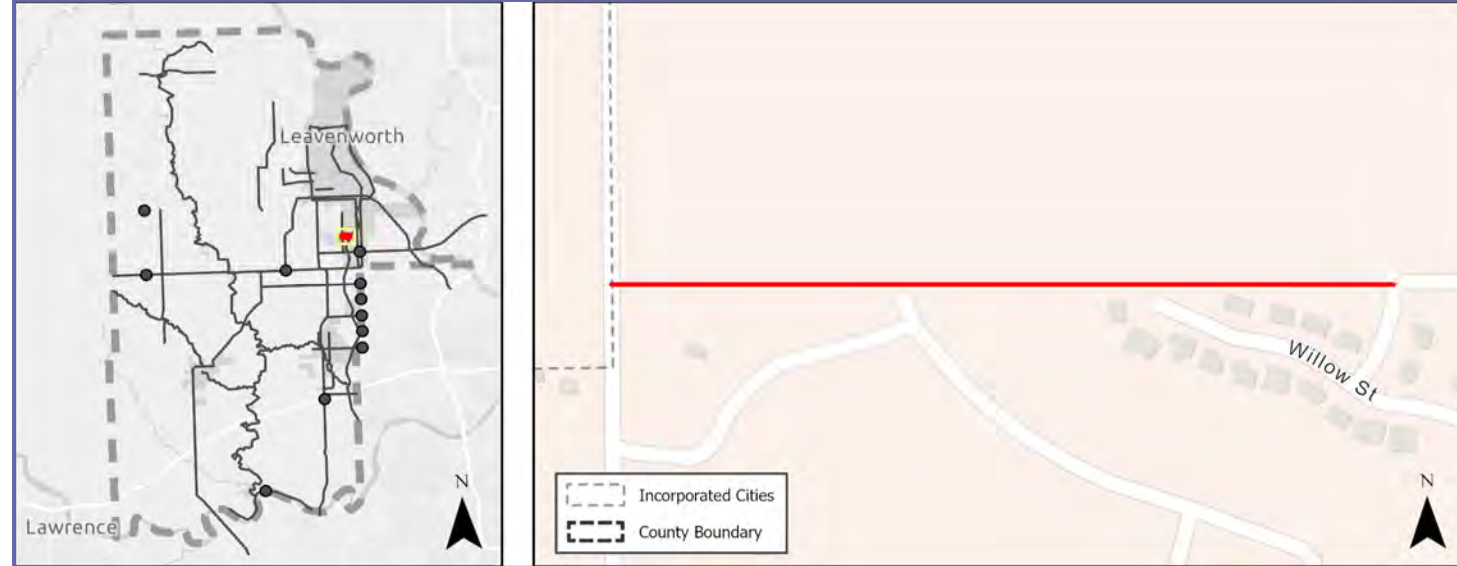 Leavenworth
Lawrence
N
Willow St
Incorporated Cities
County Boundary
N